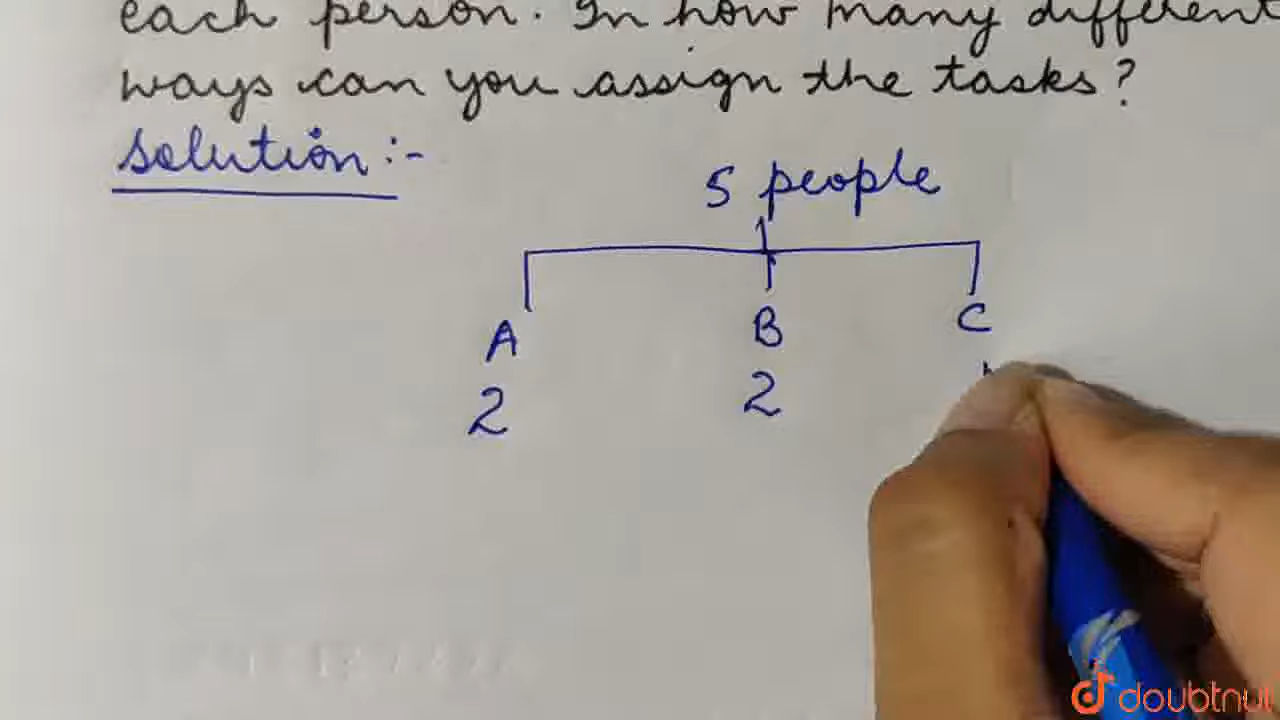 each person. In how many different
ways can you assign the tasks?
Solution :-
5 people
A B C
2 2
doubtnut